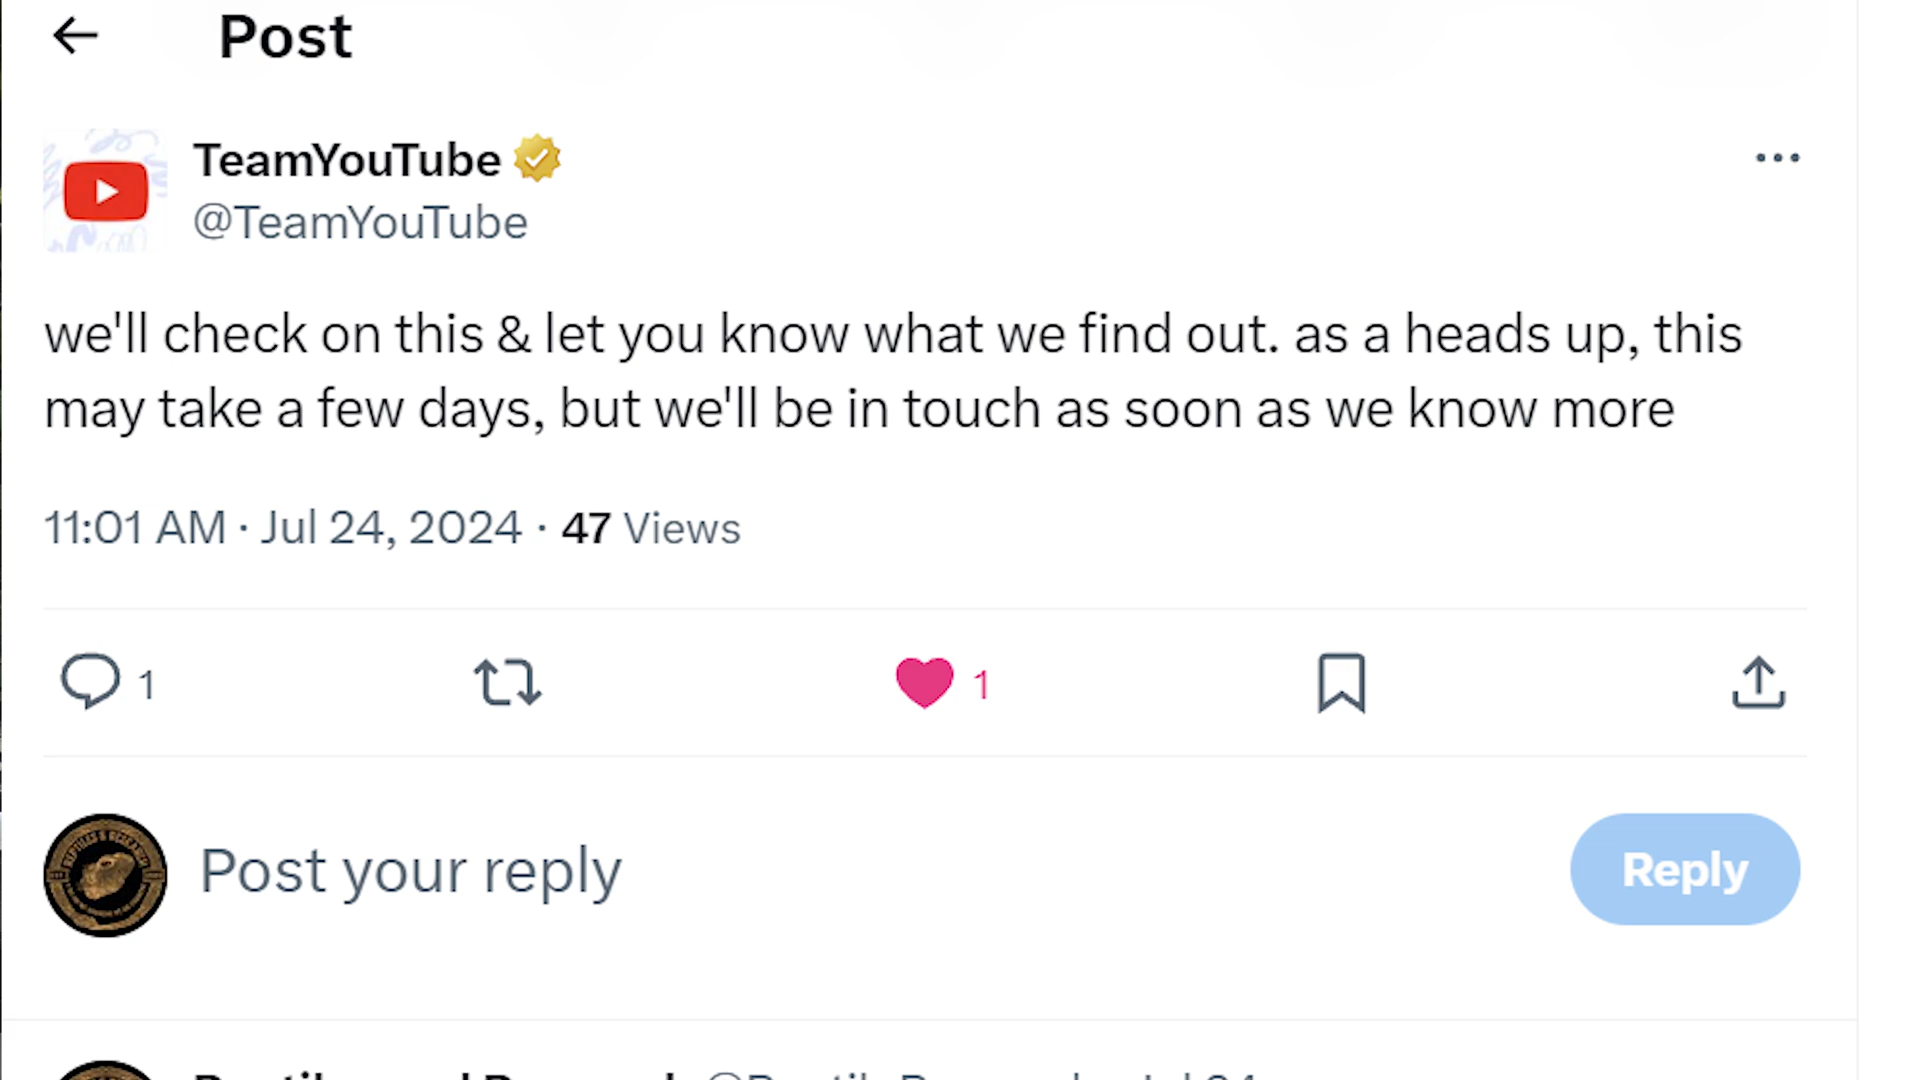 Post
TeamYouTube
@TeamYouTube
we'll check on this & let you know what we find out. as a heads up, this
may take a few days, but we'll be in touch as soon as we know more
11:01 AM · Jul 24, 2024 · 47 Views
1
1
Post your reply
Reply